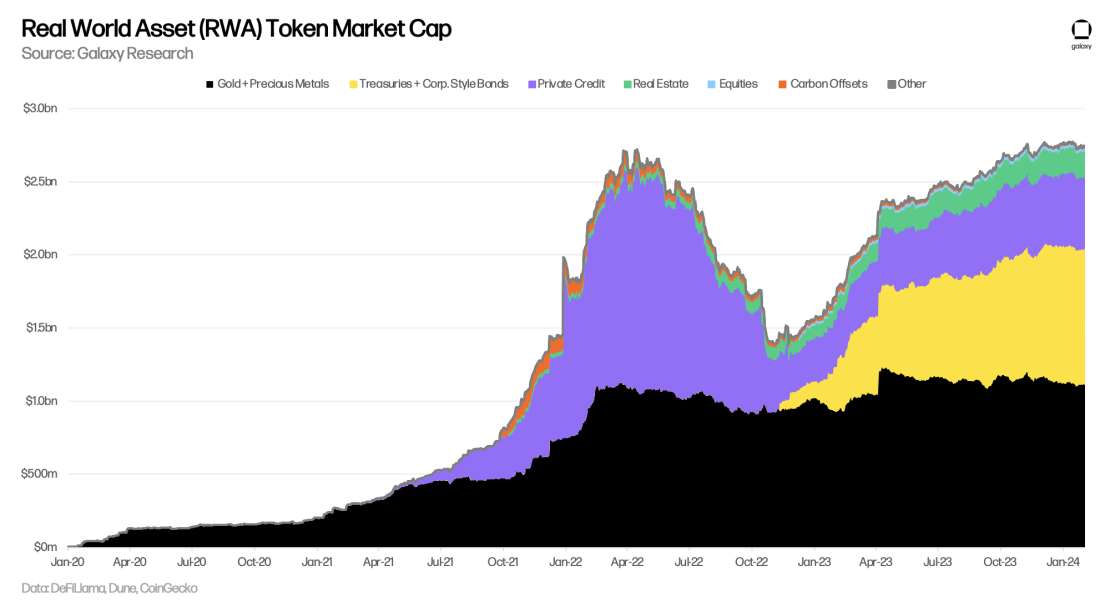 Real World Asset (RWA) Token Market Cap
Source: Galaxy Research
galaxy
Gold + Precious Metals Treasuries + Corp. Style Bonds Private Credit Real Estate Equities Carbon Offsets Other
$3.0bn
$2.5bn
$2.0bn
$1.5bn
$1.0bn
$500m
$0m
Jan-20 Apr-20 Jul-20 Oct-20 Jan-21 Apr-21 Jul-21 Oct-21 Jan-22 Apr-22 Jul-22 Oct-22 Jan-23 Apr-23 Jul-23 Oct-23 Jan-24
Data: DeFiLlama, Dune, CoinGecko